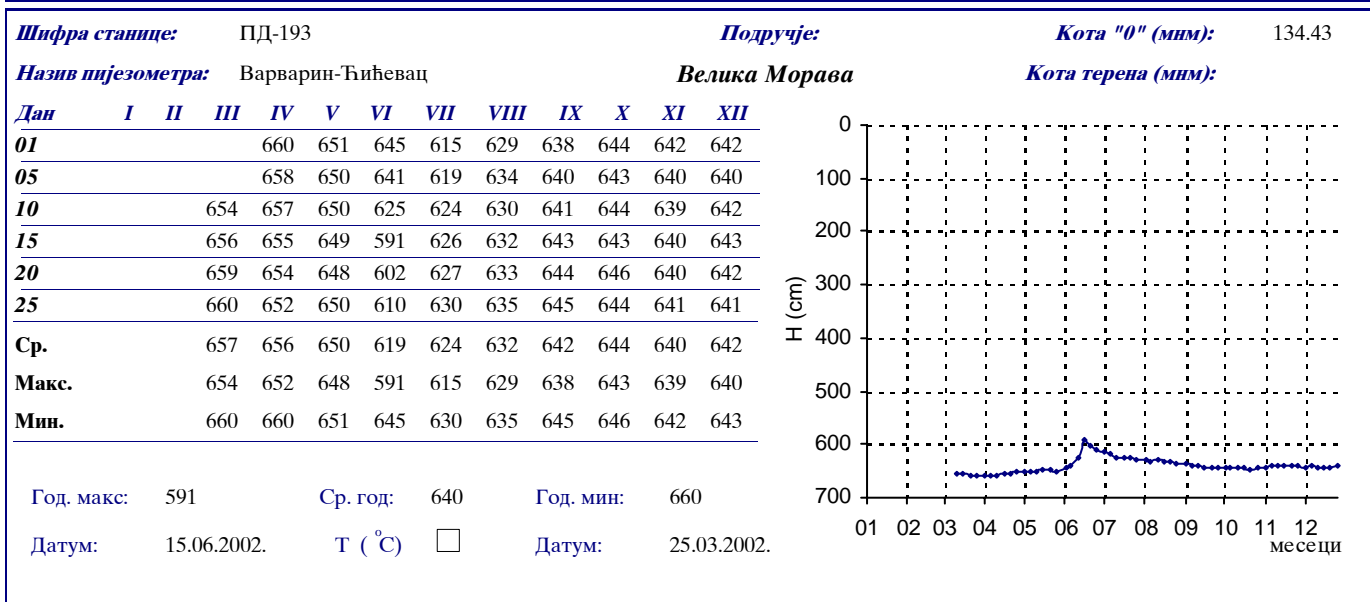 Шифра станице: ПД-193 Подручје: Кота "0" (мнм): 134.43
Назив пијезометра: Варварин-Ћићевац Велика Морава Кота терена (мнм):
Дан I II III IV V VI VII VIII IX X XI XII
01 660 651 645 615 629 638 644 642 642
05 658 650 641 619 634 640 643 640 640
10 654 657 650 625 624 630 641 644 639 642
15 656 655 649 591 626 632 643 643 640 643
20 659 654 648 602 627 633 644 646 640 642
25 660 652 650 610 630 635 645 644 641 641
Ср. 657 656 650 619 624 632 642 644 640 642
Макс. 654 652 648 591 615 629 638 643 639 640
Мин. 660 660 651 645 630 635 645 646 642 643
Год. макс: 591 Ср. год: 640 Год. мин: 660
Датум: 15.06.2002. Т ( °C) Датум: 25.03.2002.
H (cm)
0
100
200
300
400
500
600
700
01 02 03 04 05 06 07 08 09 10 11 12
месеци